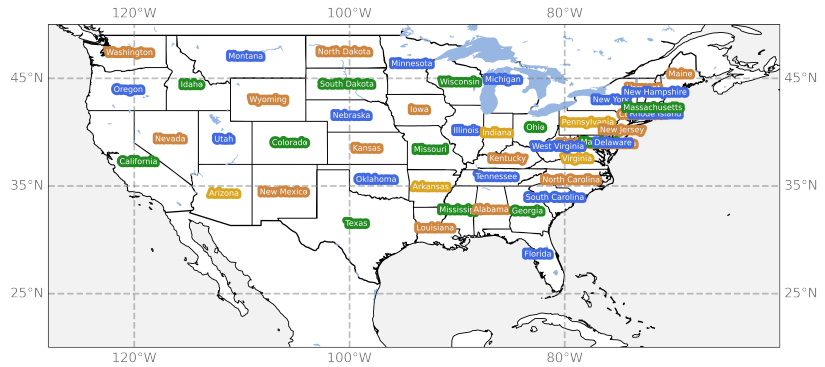 120°W 100°W 80°W
Washington
Montana
North Dakota
Minnesota
Maine
45°N
45°N
Oregon
Idaho
South Dakota
Wisconsin
Michigan
New Hampshire
Wyoming
New York
Massachusetts
Rhode Island
Iowa
Nebraska
Pennsylvania
Nevada
Utah
Colorado
Kansas
Missouri
Illinois
Indiana
Ohio
New Jersey
West Virginia
Delaware
California
Kentucky
Virginia
35°N
35°N
Arizona
New Mexico
Oklahoma
Arkansas
Tennessee
North Carolina
South Carolina
Texas
Mississip
Alabama
Georgia
Louisiana
Florida
25°N
25°N
120°W 100°W 80°W